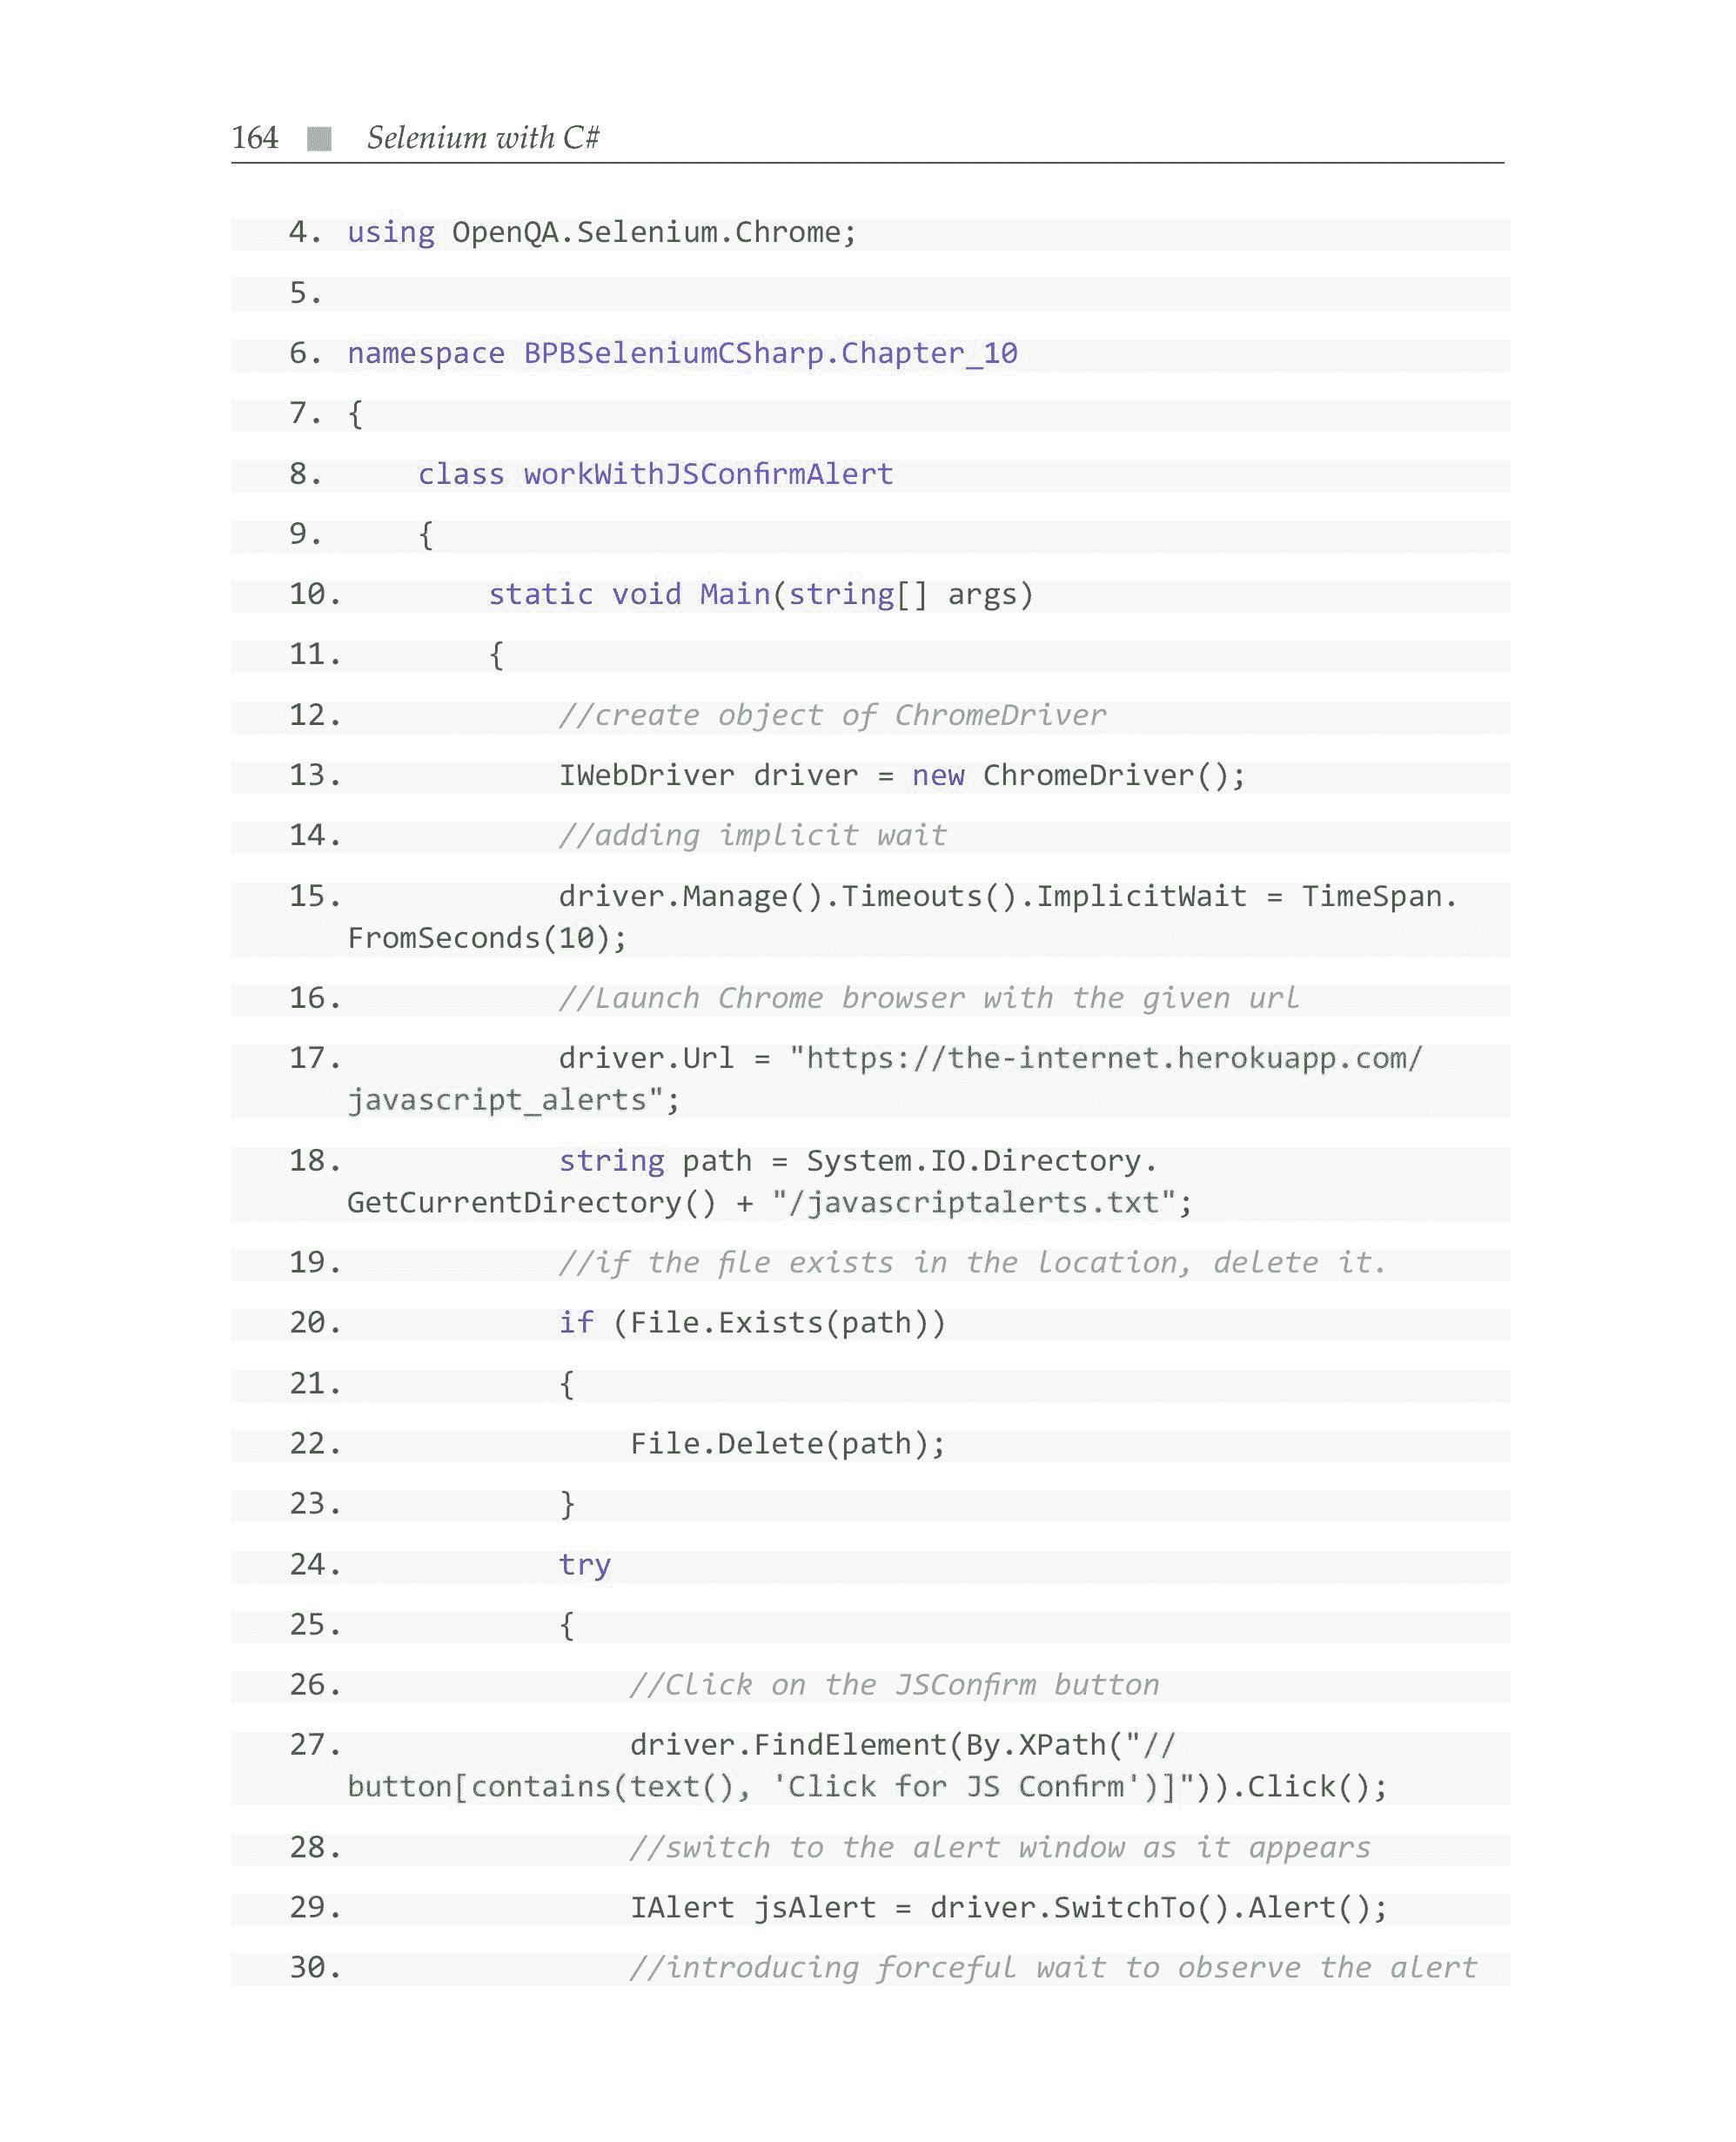 164 Selenium with C#
4. using OpenQA.Selenium.Chrome;
5.
6. namespace BPBSeleniumCSharp.Chapter_10
7. {
8. class workWithJSConfirmAlert
9. {
10. static void Main(string[] args)
11. {
12. //create object of ChromeDriver
13. IWebDriver driver = new ChromeDriver();
14. //adding implicit wait
15. driver.Manage().Timeouts().ImplicitWait = TimeSpan.
FromSeconds(10);
16. //Launch Chrome browser with the given url
17. driver.Url = "https://the-internet.herokuapp.com/
javascript_alerts";
18. string path = System.IO.Directory.
GetCurrentDirectory() + "/javascriptalerts.txt";
19. //if the file exists in the location, delete it.
20. if (File.Exists(path))
21. {
22. File.Delete(path);
23. }
24. try
25. {
26. //Click on the JSConfirm button
27. driver.FindElement(By.XPath("//
button[contains(text(), 'Click for JS Confirm')]")).Click();
28. //switch to the alert window as it appears
29. IAlert jsAlert = driver.SwitchTo().Alert();
30. //introducing forceful wait to observe the alert